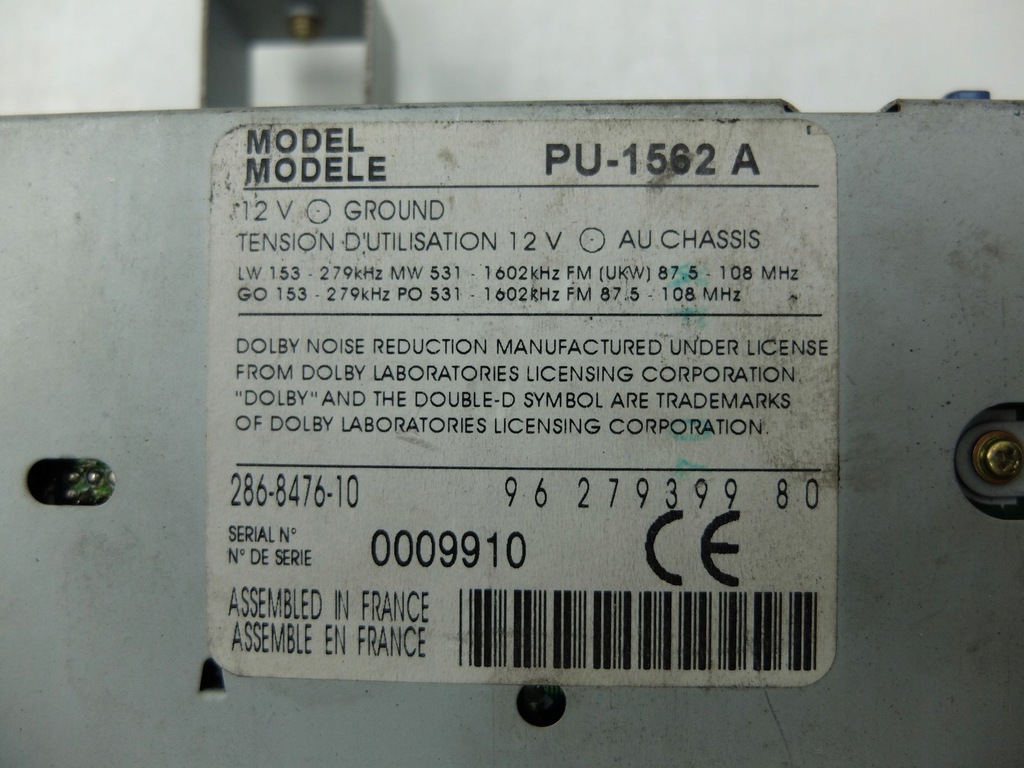 MODEL
MODELE
PU-1562 A
12 V ⊙ GROUND
TENSION D'UTILISATION 12 V ⊙ AU CHASSIS
LW 153 - 279kHz MW 531 - 1602kHz FM (UKW) 87.5 - 108 MHz
GO 153 - 279kHz PO 531 - 1602kHz FM 87.5 - 108 MHz
DOLBY NOISE REDUCTION MANUFACTURED UNDER LICENSE
FROM DOLBY LABORATORIES LICENSING CORPORATION.
"DOLBY" AND THE DOUBLE-D SYMBOL ARE TRADEMARKS
OF DOLBY LABORATORIES LICENSING CORPORATION.
286-8476-10 96 279399 80
SERIAL N°
N° DE SERIE
0009910
CE
ASSEMBLED IN FRANCE
ASSEMBLE EN FRANCE